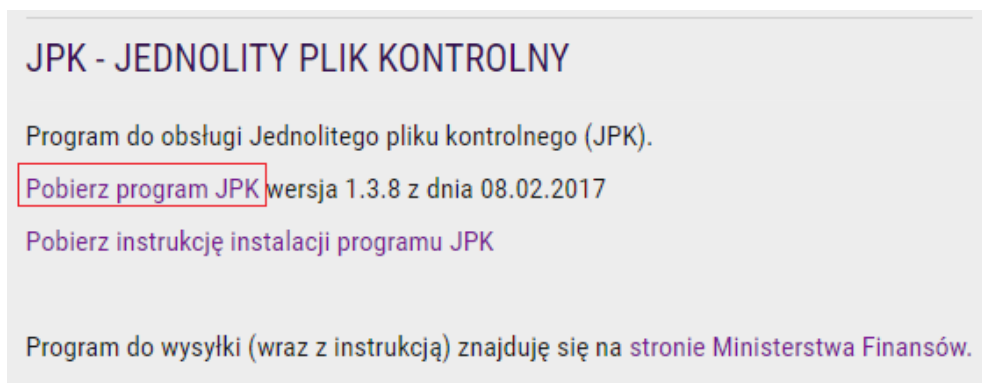 JPK - JEDNOLITY PLIK KONTROLNY
Program do obsługi Jednolitego pliku kontrolnego (JPK).
Pobierz program JPK wersja 1.3.8 z dnia 08.02.2017
Pobierz instrukcję instalacji programu JPK
Program do wysyłki (wraz z instrukcją) znajduję się na stronie Ministerstwa Finansów.